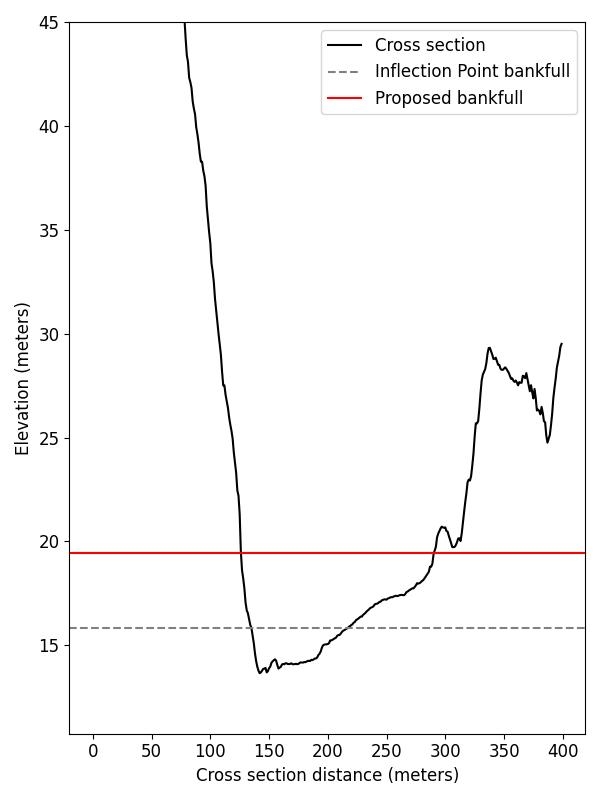 Cross section
Inflection Point bankfull
Proposed bankfull
45
40
35
30
25
20
15
Elevation (meters)
0 50 100 150 200 250 300 350 400
Cross section distance (meters)